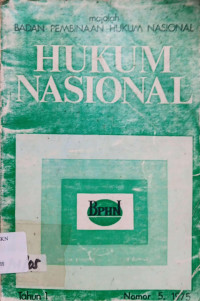 majalah
BADAN PEMBINAAN HUKUM NASIONAL
HUKUM
NASIONAL
BPHN
Tahun I
Nomor 5, 1975